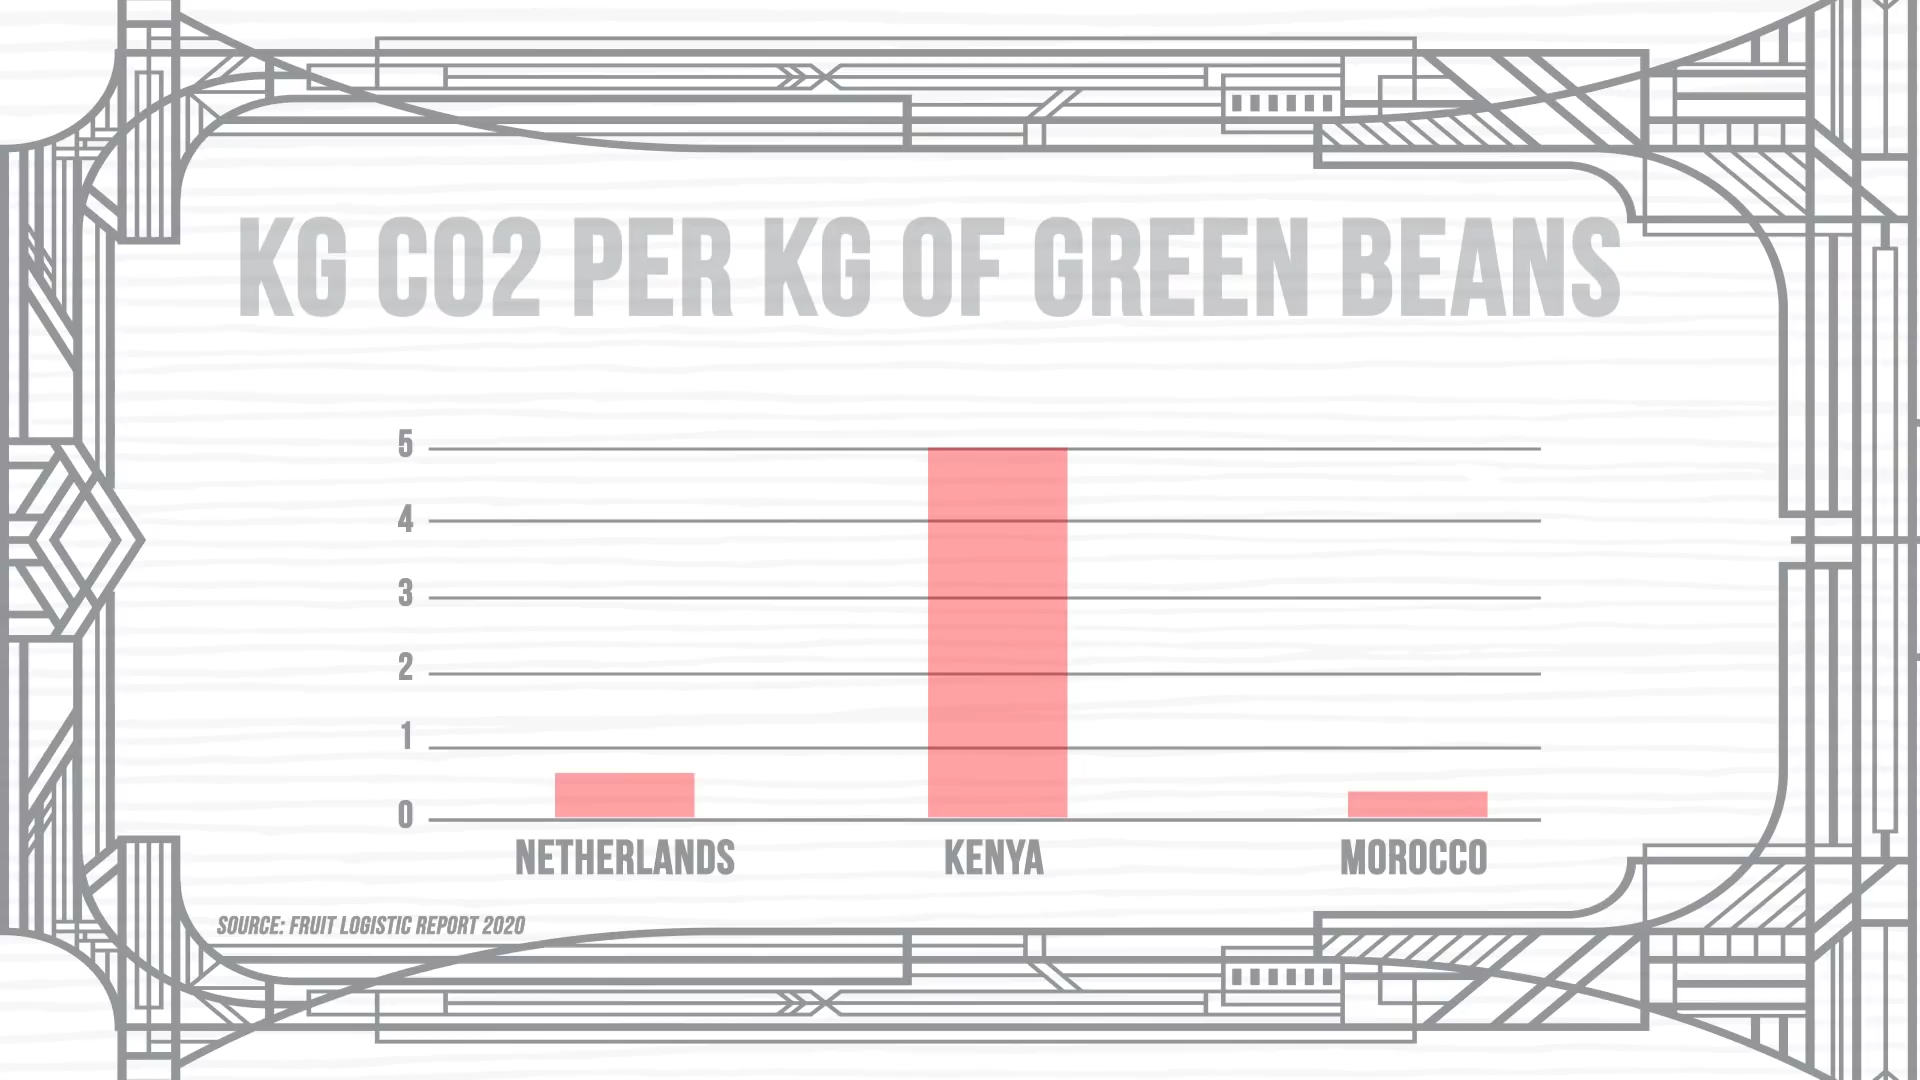 KG CO2 PER KG OF GREEN BEANS
5
4
3
2
1
0
NETHERLANDS KENYA MOROCCO
SOURCE: FRUIT LOGISTIC REPORT 2020